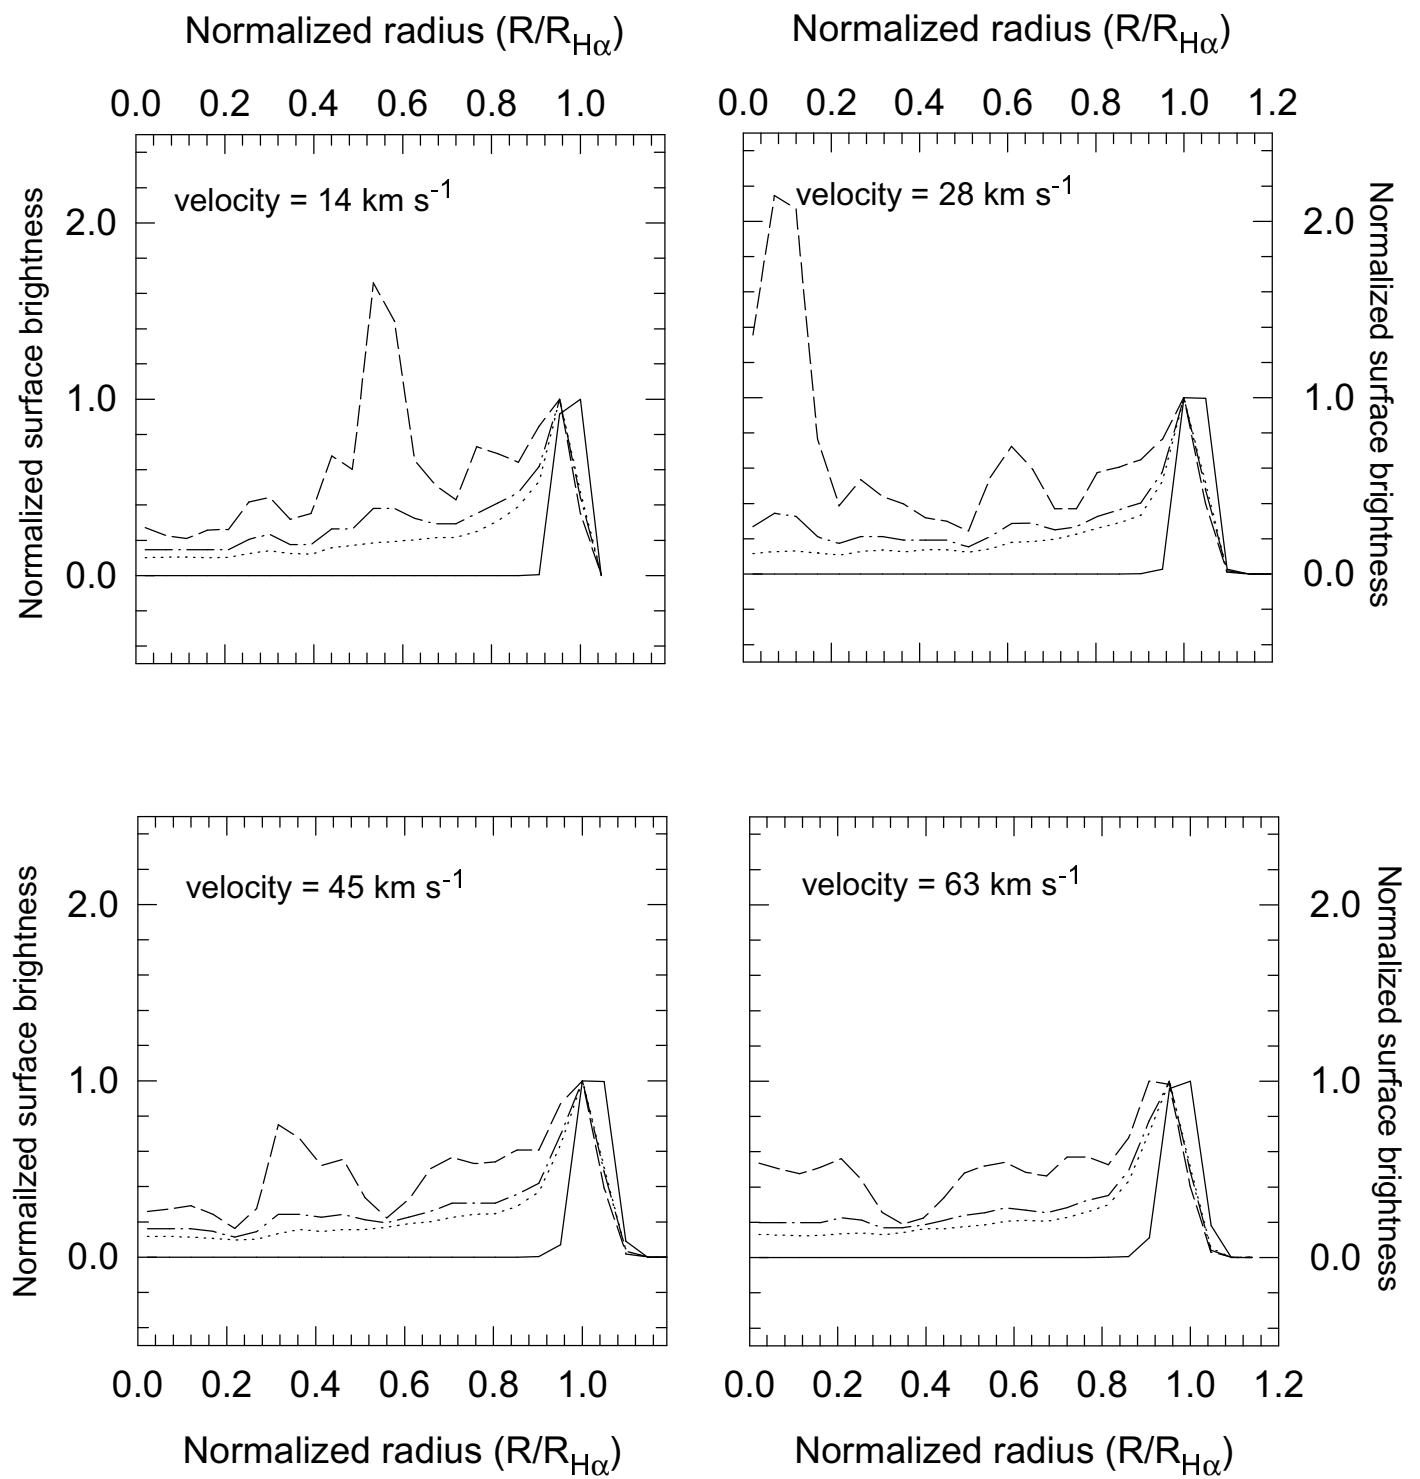 Normalized radius (R/RHα)
Normalized radius (R/RHα)
0.0 0.2 0.4 0.6 0.8 1.0
0.0 0.2 0.4 0.6 0.8 1.0 1.2
velocity = 14 km s-1
velocity = 28 km s-1
Normalized surface brightness
2.0
1.0
0.0
2.0
1.0
0.0
Normalized surface brightness
velocity = 45 km s-1
velocity = 63 km s-1
Normailzed surface brightness
2.0
1.0
0.0
2.0
1.0
0.0
Normalized surface brightness
0.0 0.2 0.4 0.6 0.8 1.0
0.0 0.2 0.4 0.6 0.8 1.0 1.2
Normalized radius (R/RHα)
Normalized radius (R/RHα)